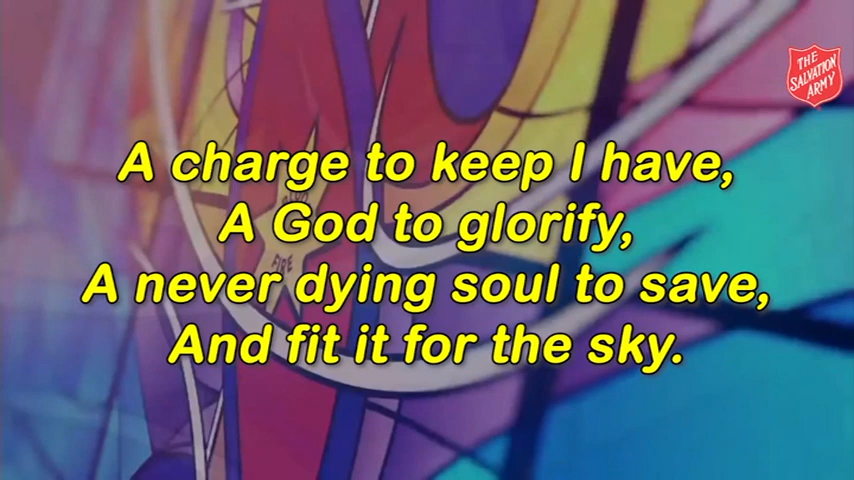 THE
SALVATION
ARMY
A charge to keep I have,
A God to glorify,
FIRE
A never dying soul to save,
And fit it for the sky.